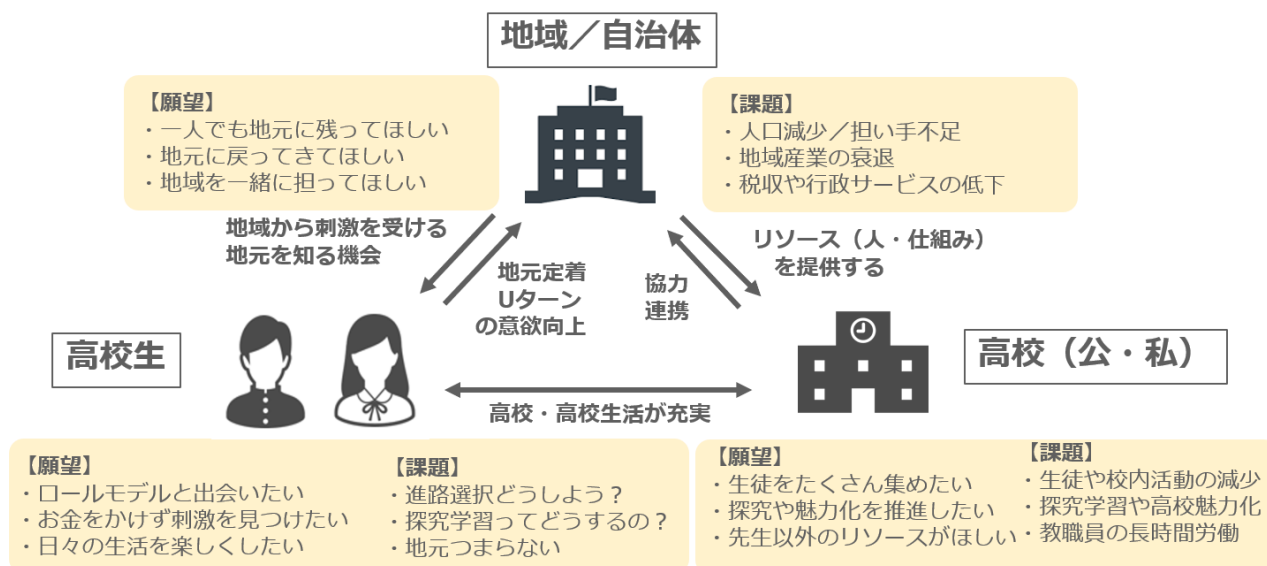 地域／自治体
【願望】
・一人でも地元に残ってほしい
・地元に戻ってきてほしい
・地域を一緒に担ってほしい
【課題】
・人口減少／担い手不足
・地域産業の衰退
・税収や行政サービスの低下
地域から刺激を受ける
地元を知る機会
地元定着
Uターン
の意欲向上
協力
連携
リソース（人・仕組み）
を提供する
高校生
高校（公・私）
高校・高校生活が充実
【願望】
・ロールモデルと出会いたい
・お金をかけず刺激を見つけたい
・日々の生活を楽しくしたい
【課題】
・進路選択どうしよう？
・探究学習ってどうするの？
・地元つまらない
【願望】
・生徒をたくさん集めたい
・探究や魅力化を推進したい
・先生以外のリソースがほしい
【課題】
・生徒や校内活動の減少
・探究学習や高校魅力化
・教職員の長時間労働